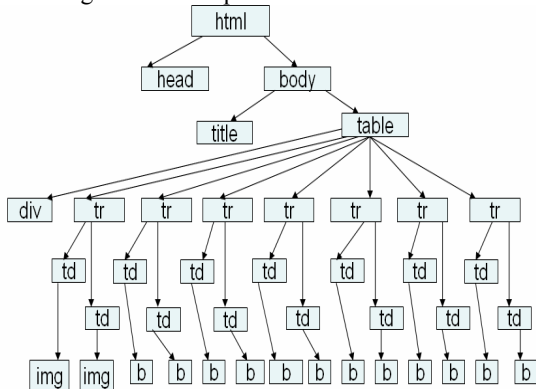 html
head body
title table
div tr tr tr tr tr tr tr
td td td td td td td
td td td td td td td
img img b b b b b b b b b b b b